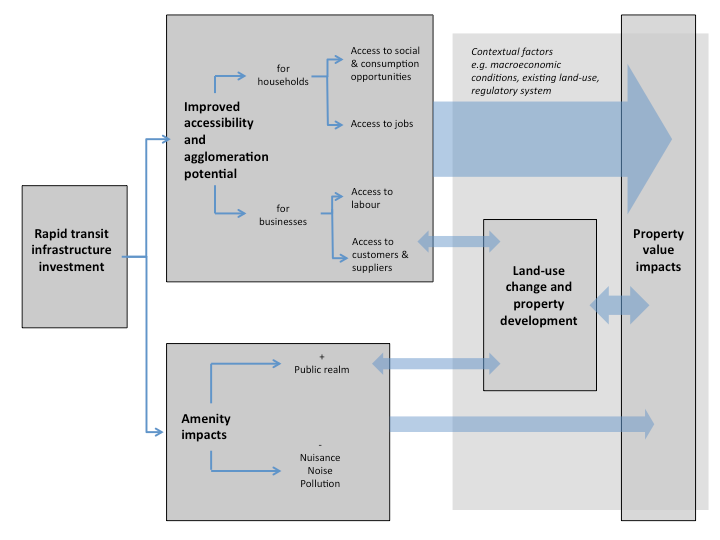 Rapid transit
infrastructure
investment
Improved
accessibility
and
agglomeration
potential
for
households
Access to social
& consumption
opportunities
Access to jobs
for
businesses
Access to
labour
Access to
customers &
suppliers
Amenity
impacts
+
Public realm
-
Nuisance
Noise
Pollution
Contextual factors
e.g. macroeconomic
conditions, existing land-use,
regulatory system
Land-use
change and
property
development
Property
value
impacts